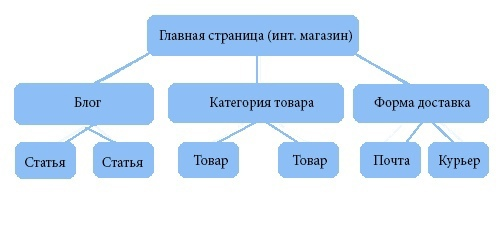 Главная страница (инт. магазин)
Блог
Категория товара
Форма доставка
Статья
Статья
Товар
Товар
Почта
Курьер